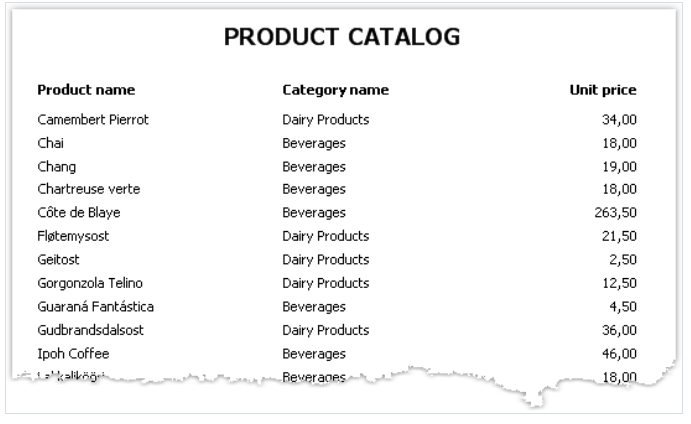 PRODUCT CATALOG
Product name Category name Unit price
Camembert Pierrot Dairy Products 34,00
Chai Beverages 18,00
Chang Beverages 19,00
Chartreuse verte Beverages 18,00
Côte de Blaye Beverages 263,50
Fløtemysost Dairy Products 21,50
Geitost Dairy Products 2,50
Gorgonzola Telino Dairy Products 12,50
Guaraná Fantástica Beverages 4,50
Gudbrandsdalsost Dairy Products 36,00
Ipoh Coffee Beverages 46,00
Beverages 18,00